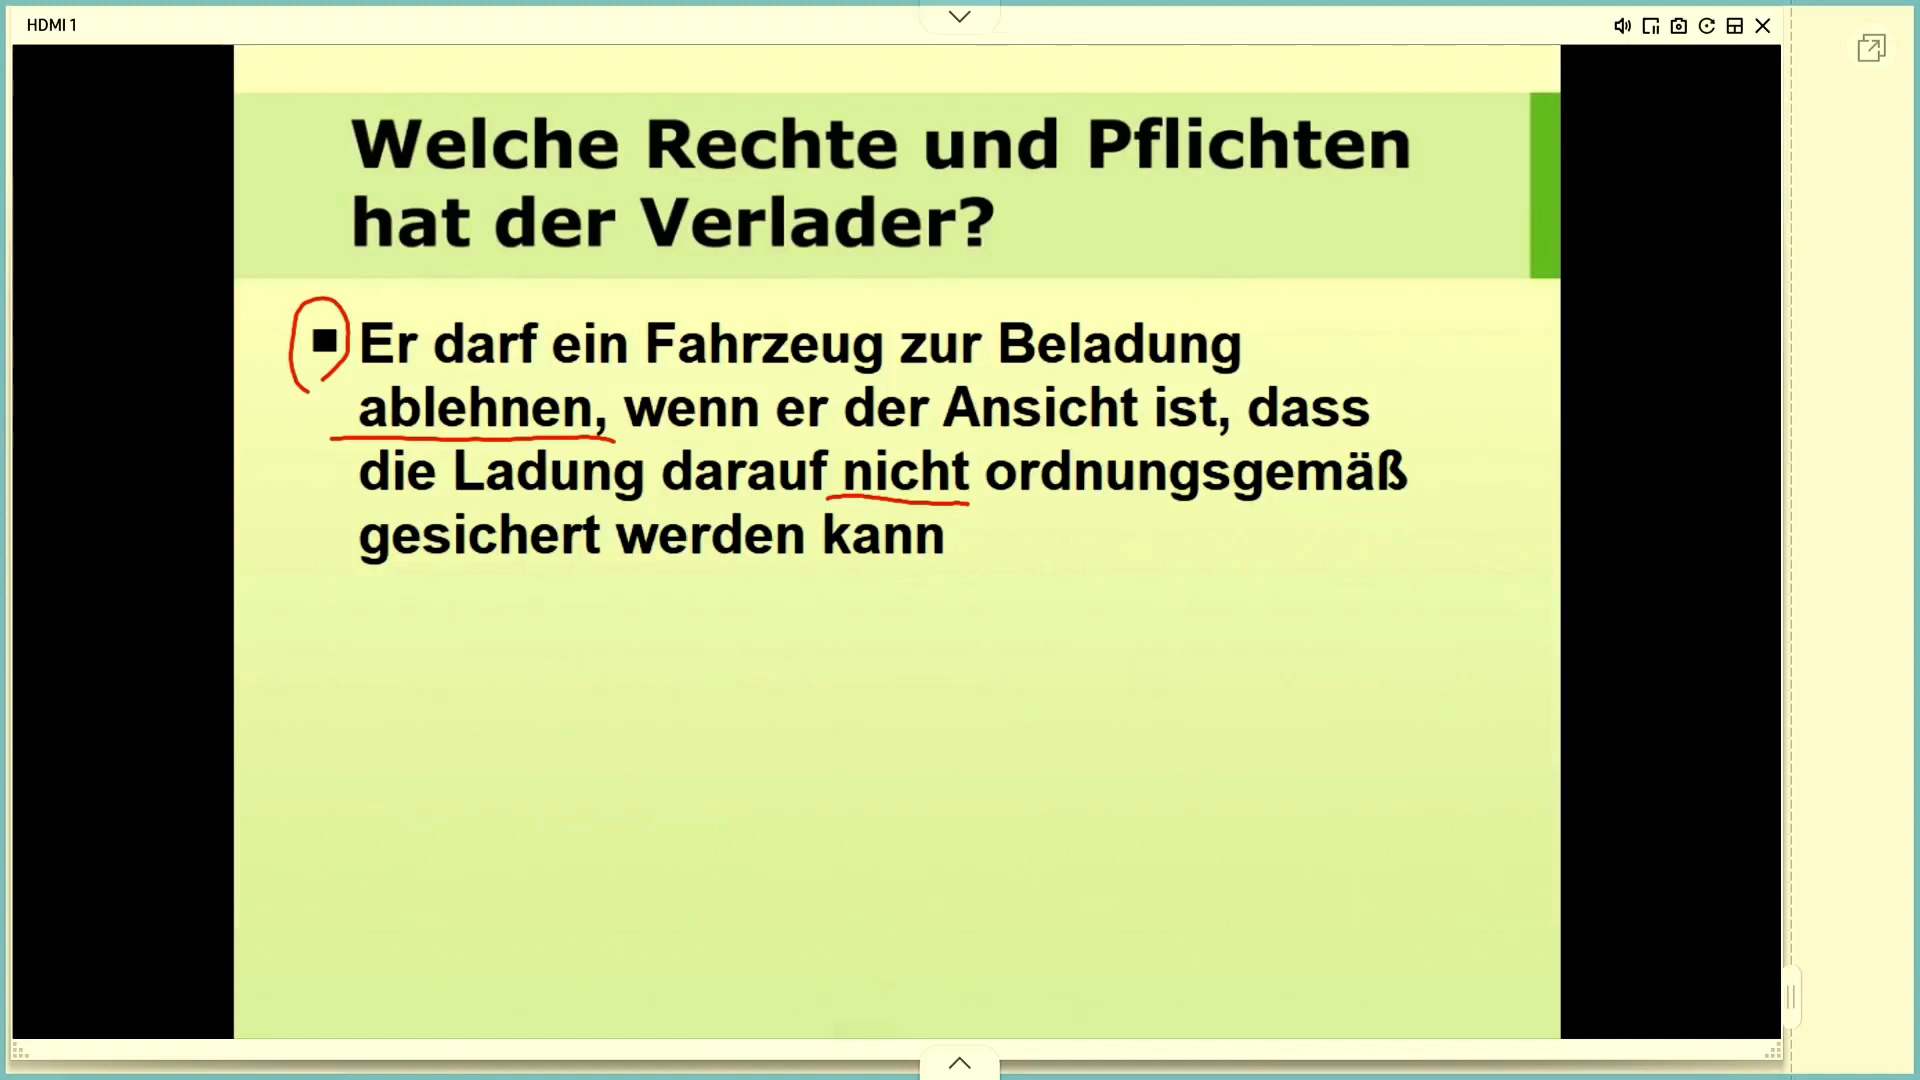 HDMI 1
Welche Rechte und Pflichten
hat der Verlader?
■ Er darf ein Fahrzeug zur Beladung
ablehnen, wenn er der Ansicht ist, dass
die Ladung darauf nicht ordnungsgemäß
gesichert werden kann